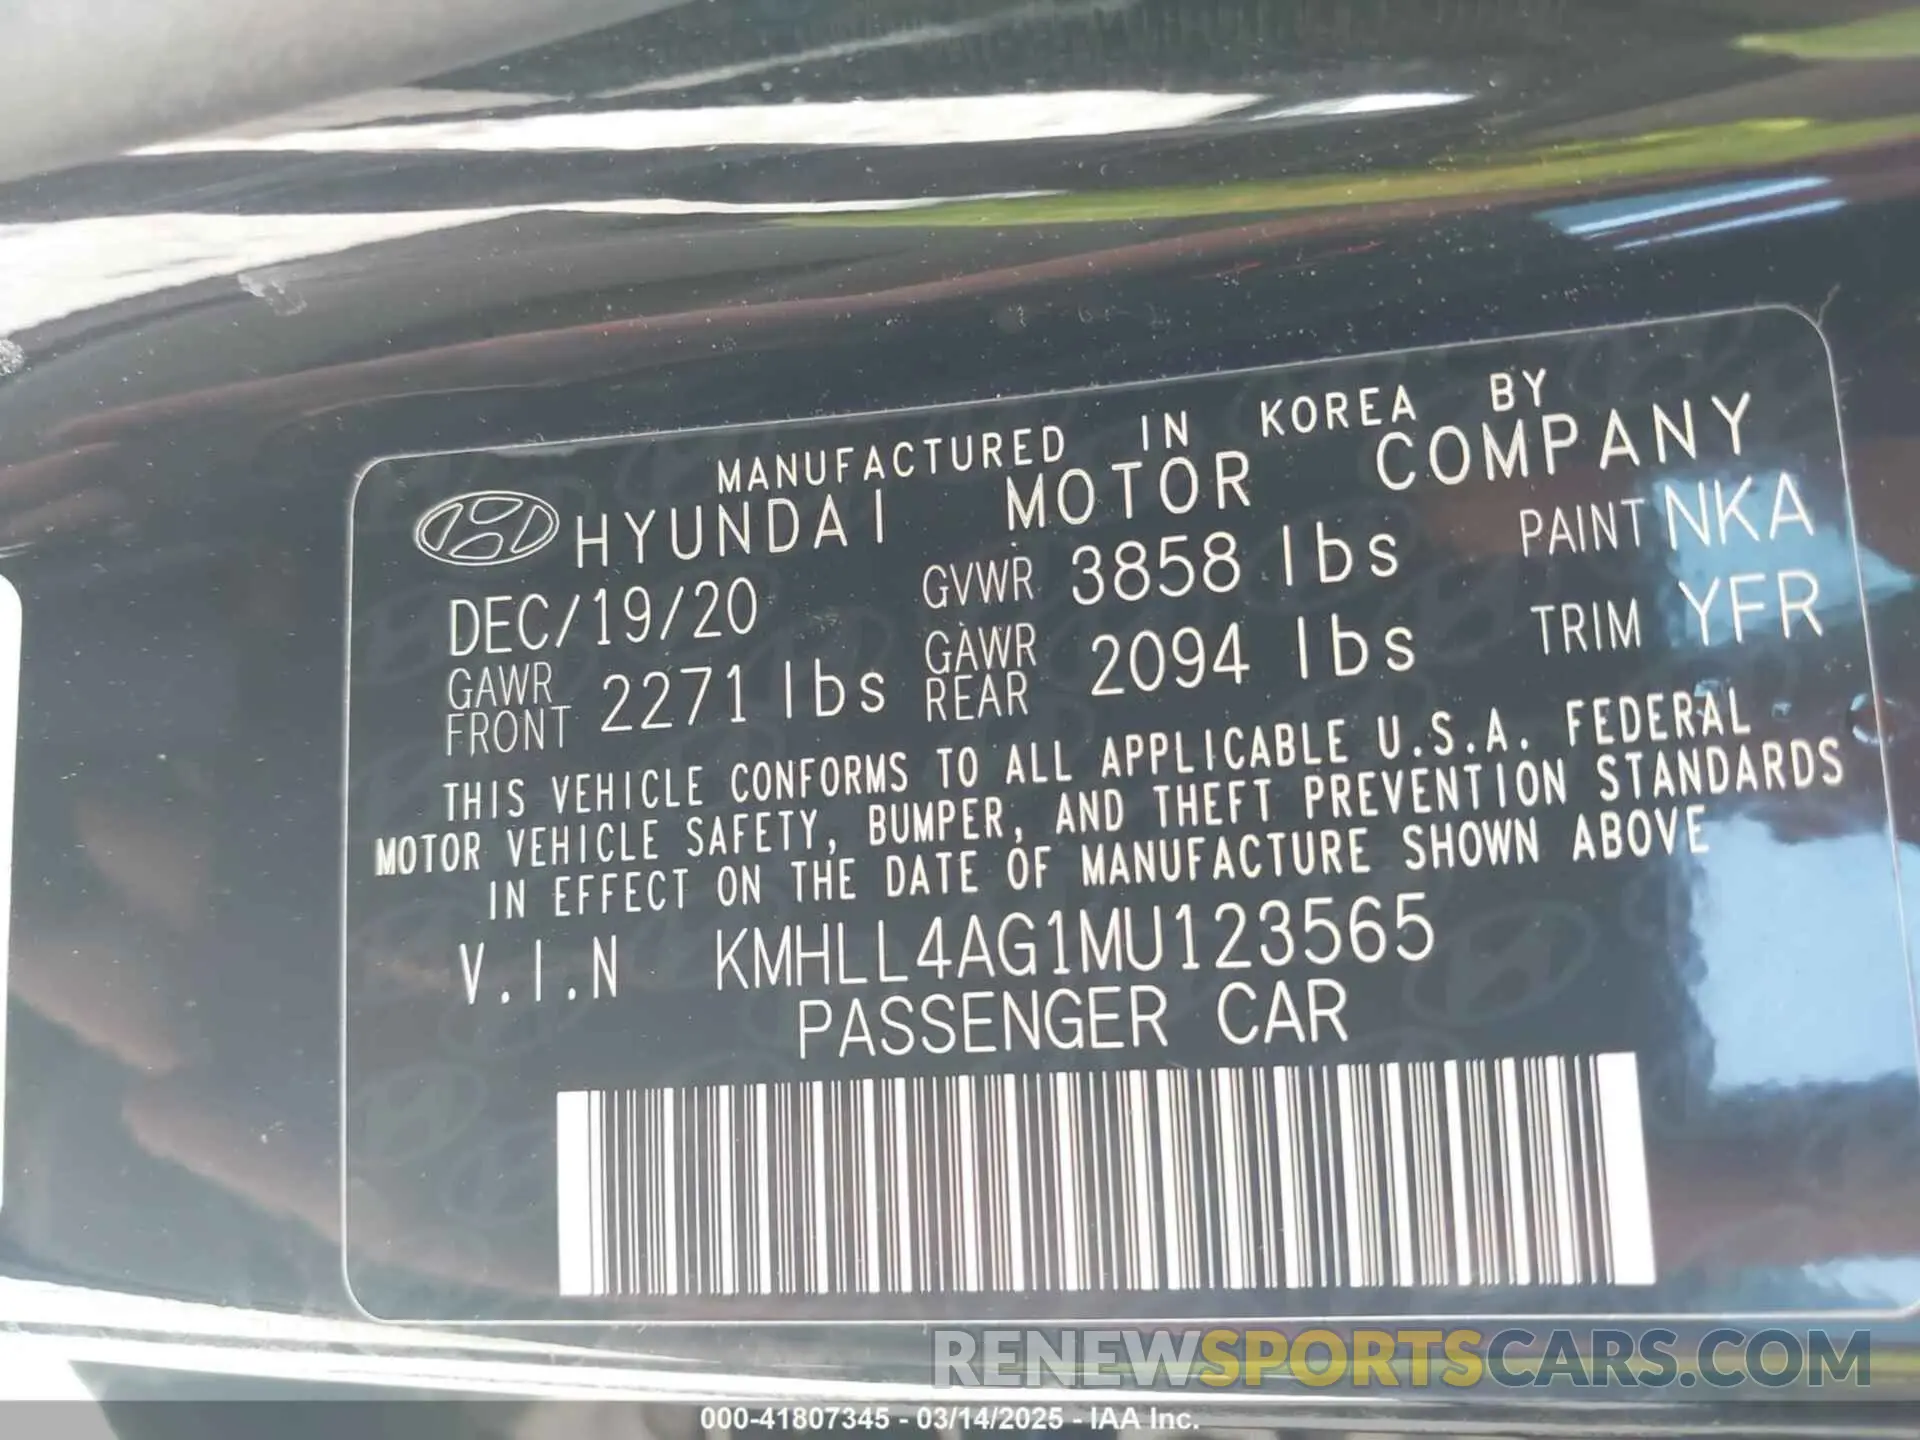 MANUFACTURED IN KOREA BY
HYUNDAI MOTOR COMPANY
DEC/19/20 GVWR 3858 lbs PAINT NKA
GAWR FRONT 2271 lbs GAWR REAR 2094 lbs TRIM YFR
THIS VEHICLE CONFORMS TO ALL APPLICABLE U.S.A. FEDERAL
MOTOR VEHICLE SAFETY, BUMPER, AND THEFT PREVENTION STANDARDS
IN EFFECT ON THE DATE OF MANUFACTURE SHOWN ABOVE
V.I.N KMHLL4AG1MU123565
PASSENGER CAR
RENEWSPORTSCARS.COM
000-41807345 - 03/14/2025 - IAA Inc.